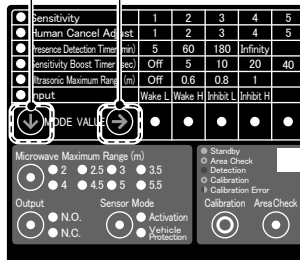 Sensitivity 1 2 3 4 5
Human Cancel Adjust 1 2 3 4 5
Presence Detection Timer (min) 5 60 180 Infinity
Sensitivity Boost Timer (sec) Off 5 10 20 40
Ultrasonic Maximum Range (m) Off 0.6 0.8 1
Input Wake L Wake H Inhibit L Inhibit H
MODE VALUE
Microwave Maximum Range (m)
2 2.5 3 3.5
4 4.5 5 5.5
Output Sensor Mode
N.O. Activation
N.C. Vehicle Protection
Standby
Area Check
Detection
Calibration
Calibration Error
Calibration Area Check